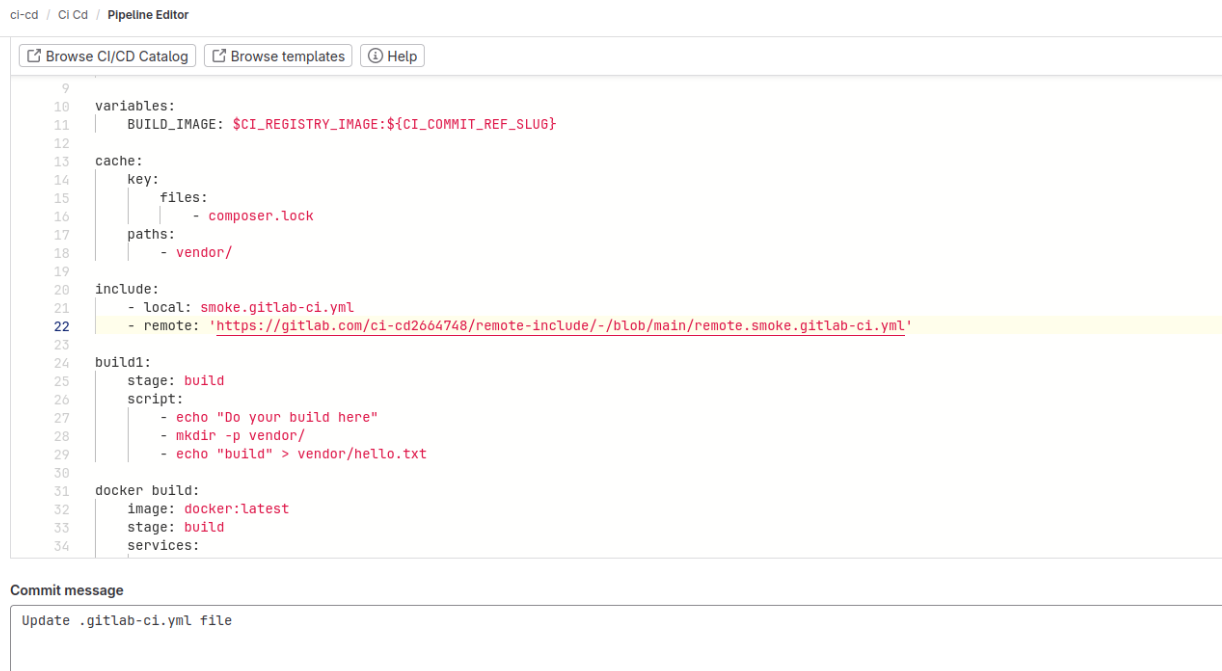 ci-cd / Ci Cd / Pipeline Editor
Browse CI/CD Catalog Browse templates Help
9
10 variables:
11 BUILD_IMAGE: $CI_REGISTRY_IMAGE:${CI_COMMIT_REF_SLUG}
12
13 cache:
14 key:
15 files:
16 - composer.lock
17 paths:
18 - vendor/
19
20 include:
21 - local: smoke.gitlab-ci.yml
22 - remote: 'https://gitlab.com/ci-cd2664748/remote-include/-/blob/main/remote.smoke.gitlab-ci.yml'
23
24 build1:
25 stage: build
26 script:
27 - echo "Do your build here"
28 - mkdir -p vendor/
29 - echo "build" > vendor/hello.txt
30
31 docker build:
32 image: docker:latest
33 stage: build
34 services:
Commit message
Update .gitlab-ci.yml file